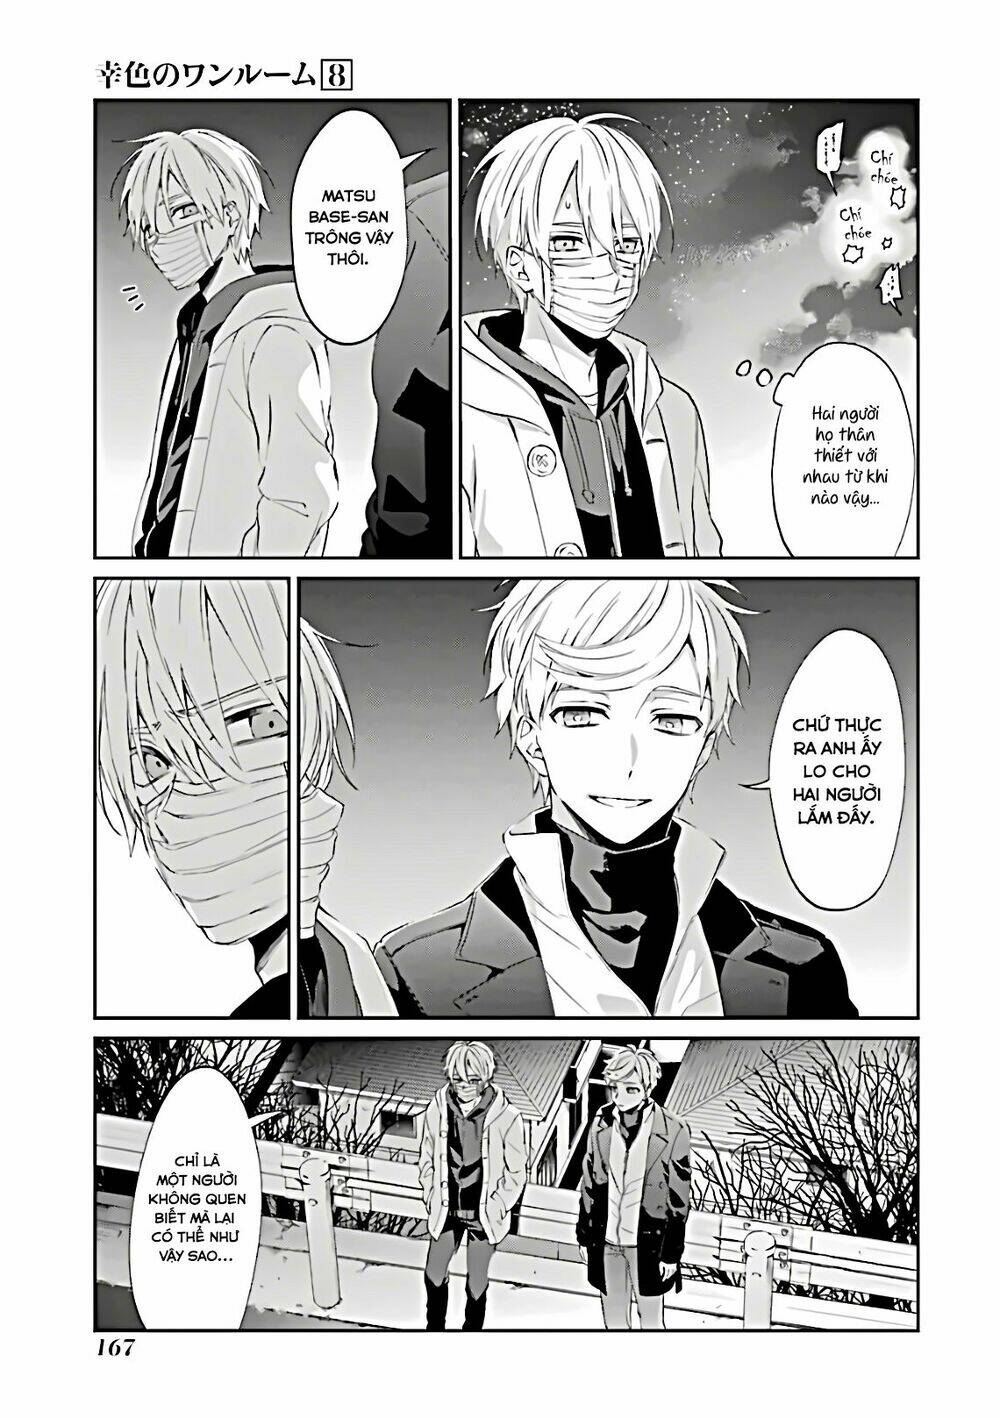 幸色のワンルーム 8
Chí
chóe
Chí
chóe
Hai người
họ thân
thiết với
nhau từ khi
nào vậy...
MATSU
BASE-SAN
TRÔNG VẬY
THÔI.
CHỨ THỰC
RA ANH ẤY
LO CHO
HAI NGƯỜI
LẮM ĐẤY.
CHỈ LÀ
MỘT NGƯỜI
KHÔNG QUEN
BIẾT MÀ LẠI
CÓ THỂ NHƯ
VẬY SAO...
167